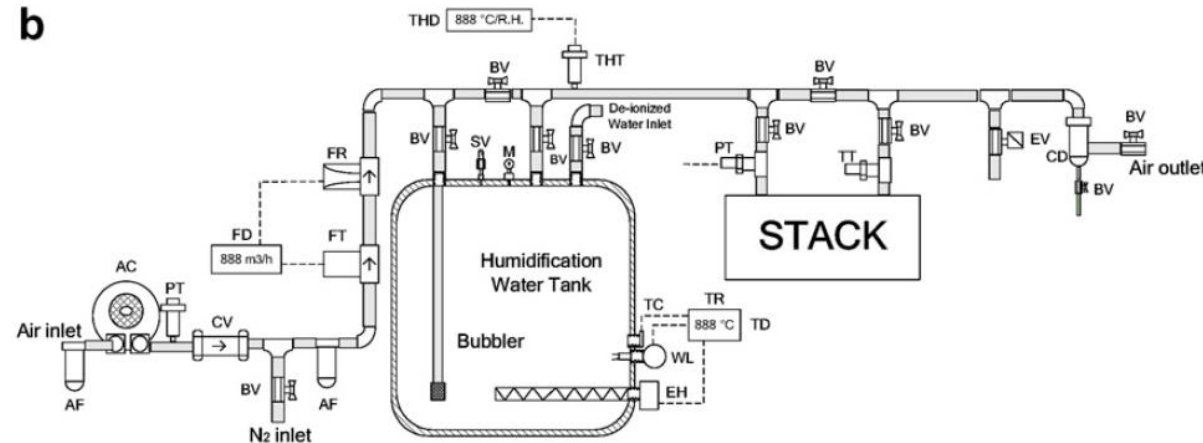 b
THD 888 °C/R.H.
THT
BV
BV
De-ionized
Water Inlet
BV
SV
M
BV
BV
BV
BV
BV
EV
CD
BV
Air outlet
BV
PT
TT
STACK
FR
FD
888 m3/h
FT
Humidification
Water Tank
Bubbler
AC
PT
CV
Air inlet
AF
BV
AF
N2 inlet
TC
TR
888 °C
TD
WL
EH